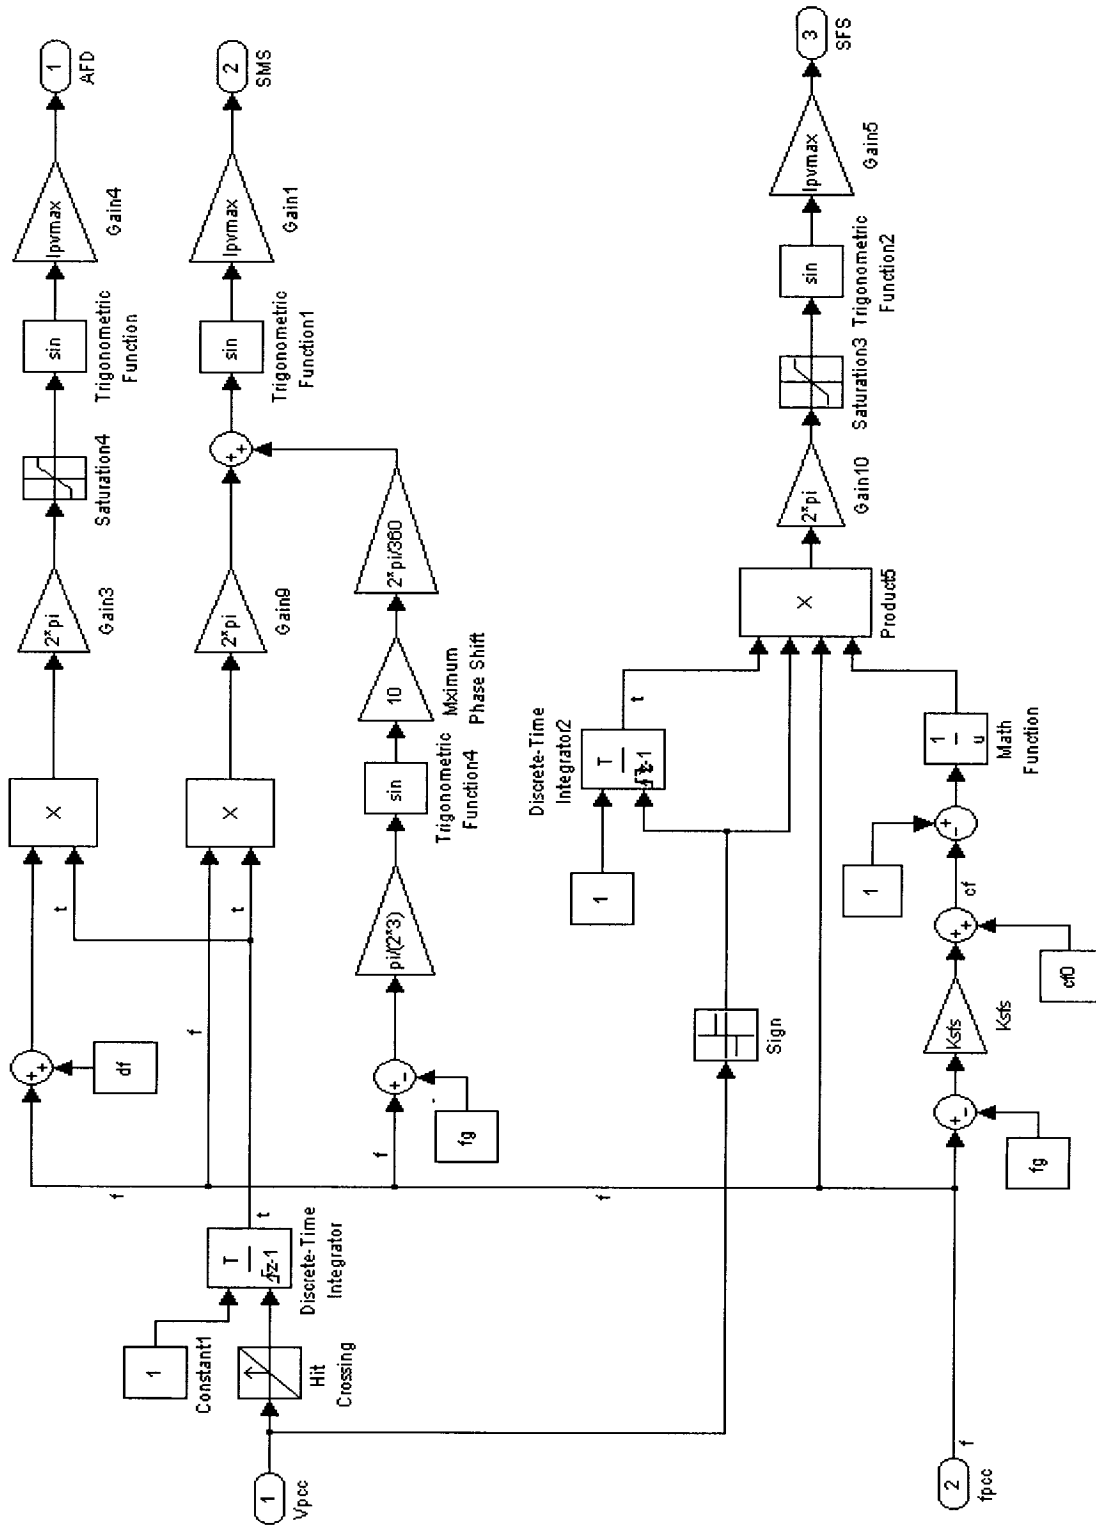 1
AFD
Ipvmax
Gain4
sin
Trigonometric
Function
Saturation4
2*pi
Gain3
X
t
df
f
2
SMS
Ipvmax
Gain1
sin
Trigonometric
Function1
2*pi
Gain9
X
f
t
2*pi/360
10
Mximum
Phase Shift
sin
Trigonometric
Function4
pi/(2*3)
fg
f
t
T
z-1
Discrete-Time
Integrator
1
Constant1
Hit
Crossing
1
Vpcc
3
SFS
Ipvmax
Gain5
sin
Trigonometric
Function2
Saturation3
2*pi
Gain10
X
Product5
t
Discrete-Time
Integrator2
T
z-1
1
Sign
f
1
u
Math
Function
1
cf
cf0
Ksfs
Ksfs
fg
f
2
fpcc